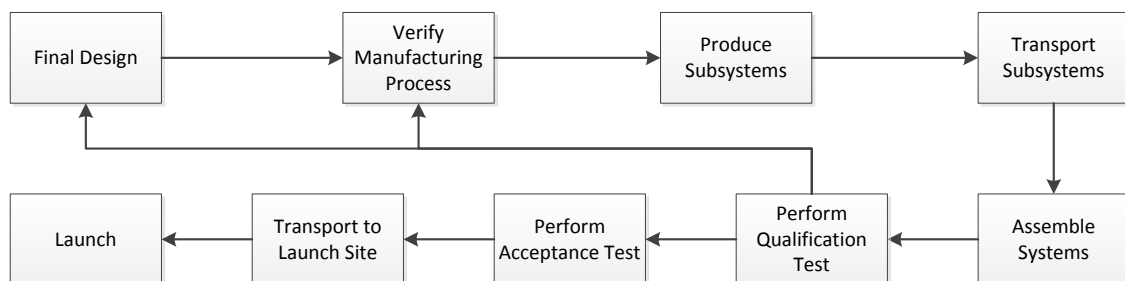 Final Design
Verify
Manufacturing
Process
Produce
Subsystems
Transport
Subsystems
Launch
Transport to
Launch Site
Perform
Acceptance Test
Perform
Qualification
Test
Assemble
Systems